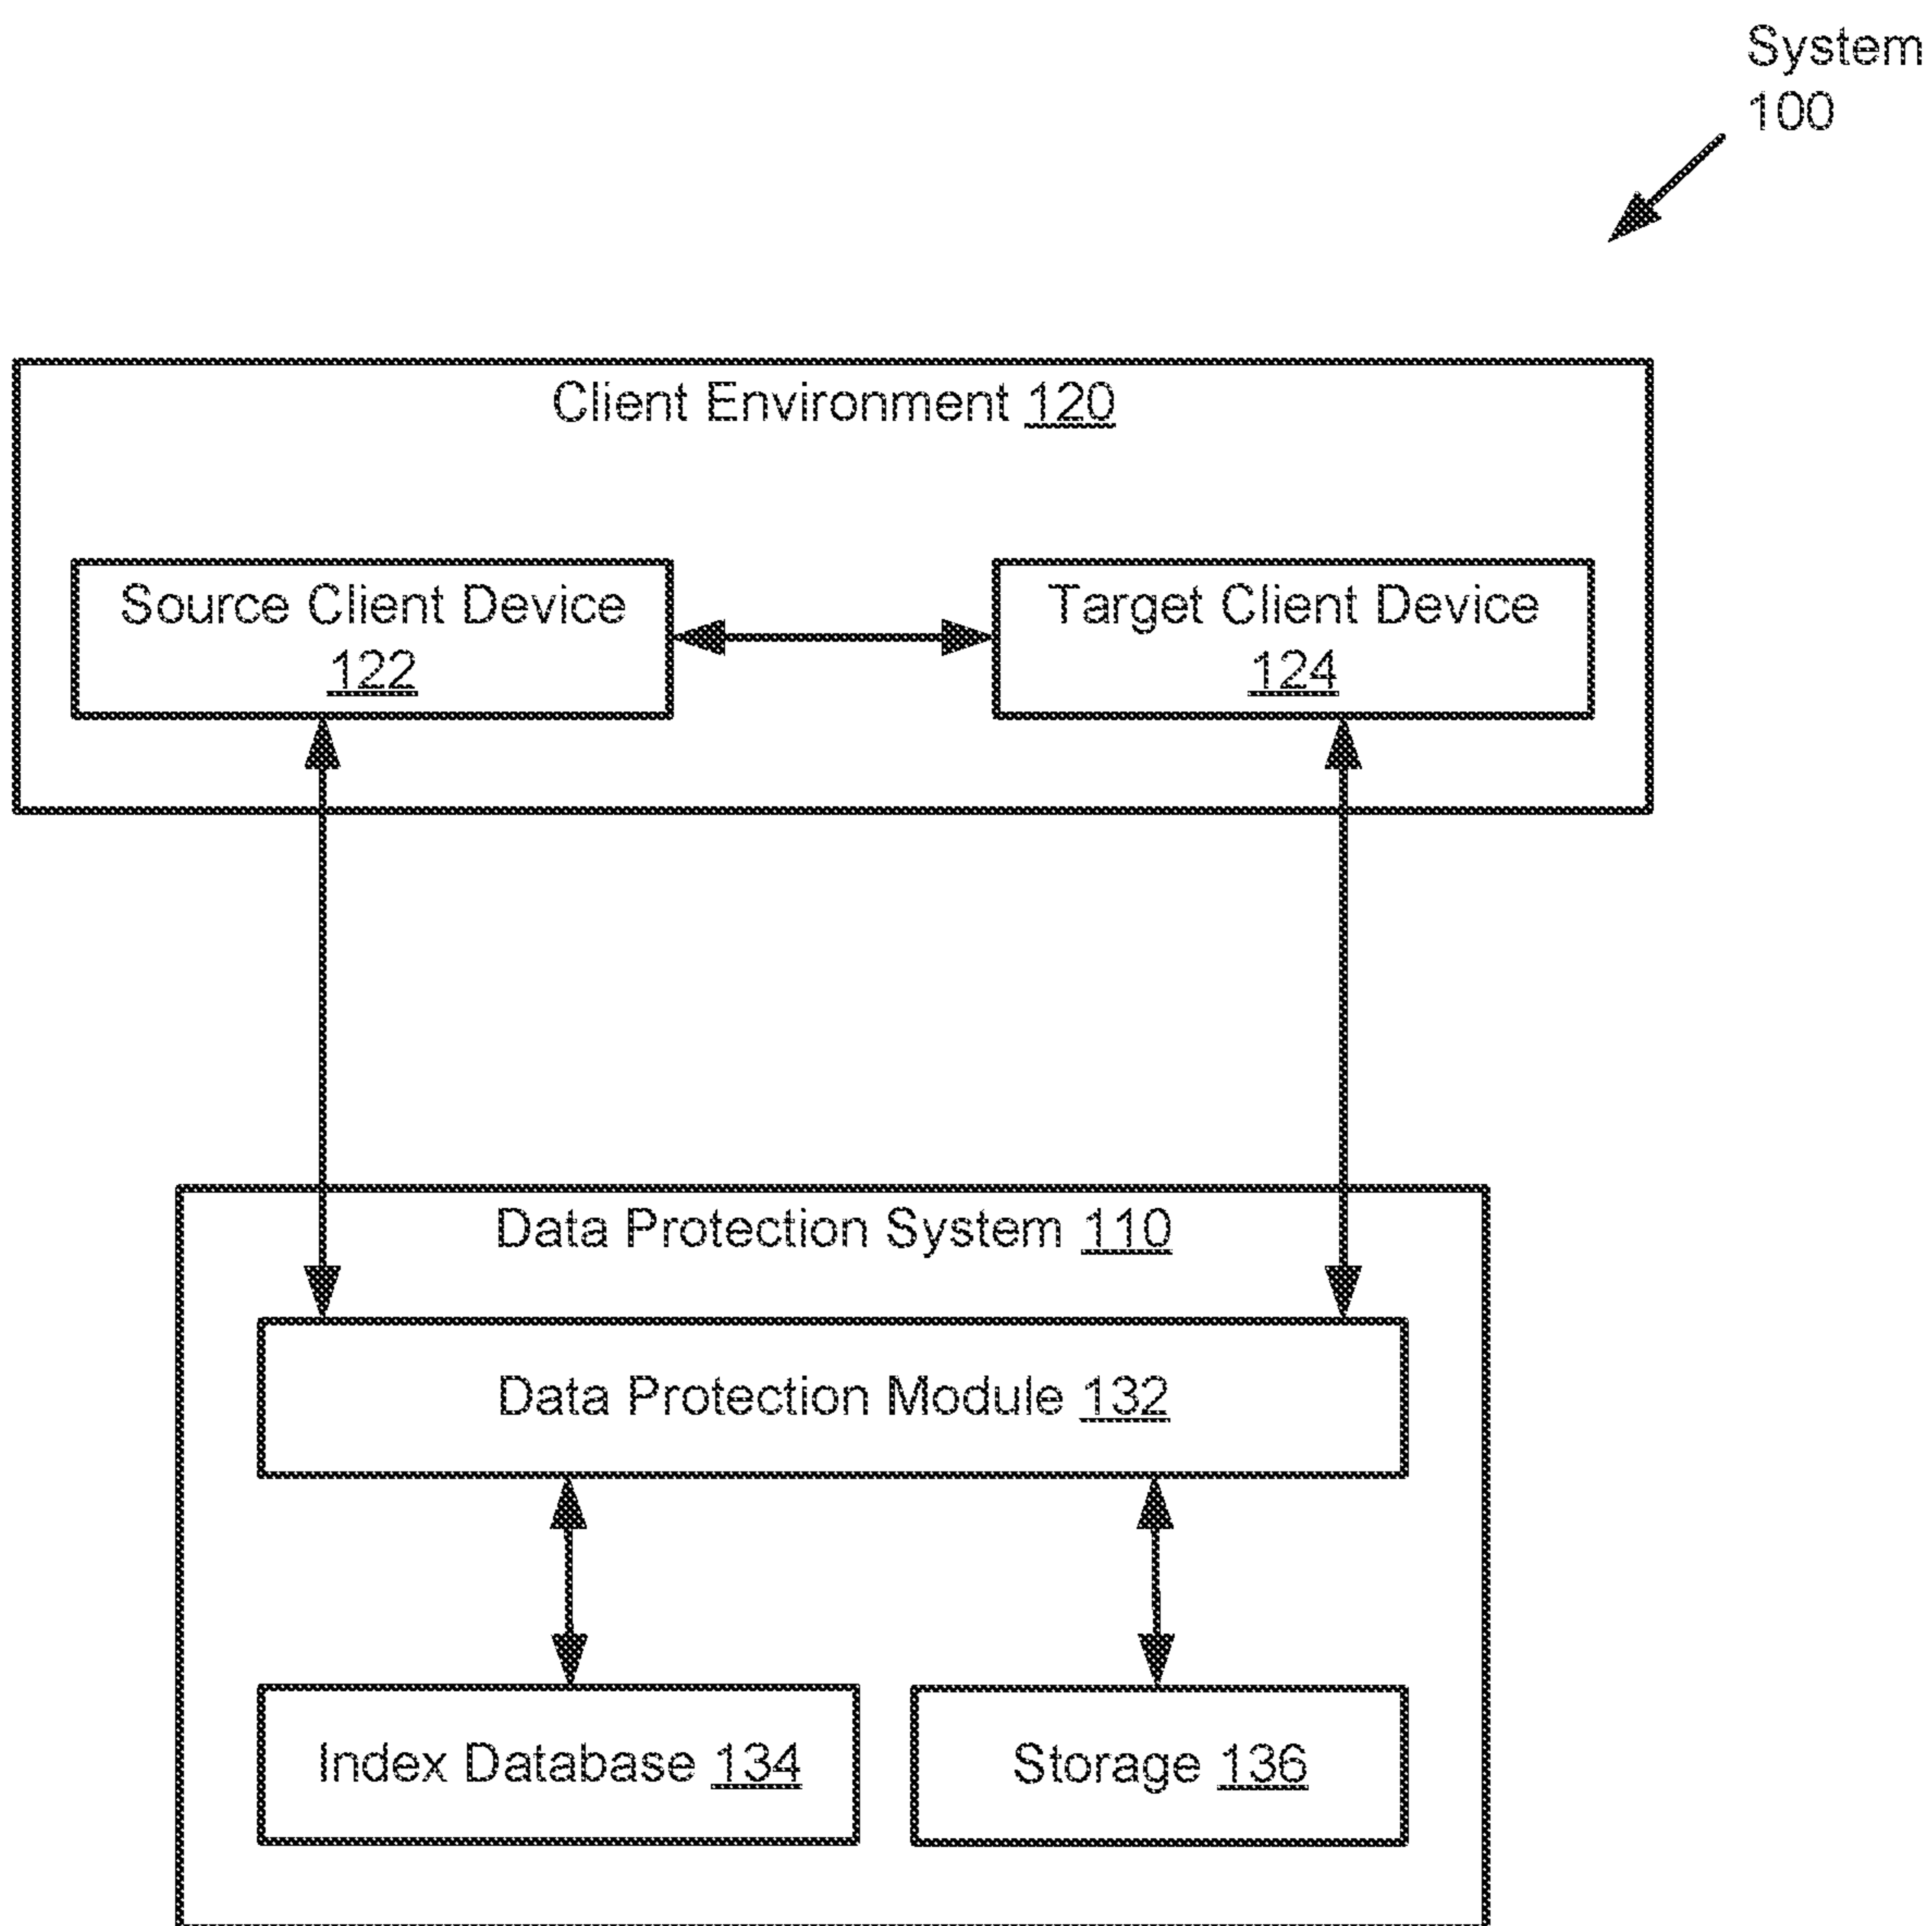 System
100
Client Environment 120
Source Client Device
122
Target Client Device
124
Data Protection System 110
Data Protection Module 132
Index Database 134
Storage 136